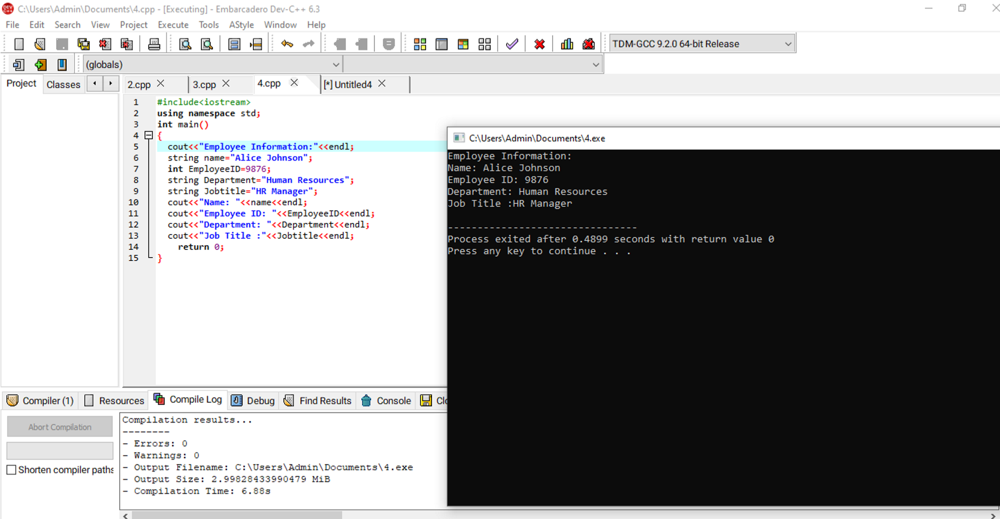 C:\Users\Admin\Documents\4.cpp - [Executing] - Embarcadero Dev-C++ 6.3
File Edit Search View Project Execute Tools AStyle Window Help
TDM-GCC 9.2.0 64-bit Release
(globals)
Project Classes 2.cpp 3.cpp 4.cpp [*] Untitled4
1 #include<iostream>
2 using namespace std;
3 int main()
4 {
5 cout<<"Employee Information:"<<endl;
6 string name="Alice Johnson";
7 int EmployeeID=9876;
8 string Department="Human Resources";
9 string Jobtitle="HR Manager";
10 cout<<"Name: "<<name<<endl;
11 cout<<"Employee ID: "<<EmployeeID<<endl;
12 cout<<"Department: "<<Department<<endl;
13 cout<<"Job Title :"<<Jobtitle<<endl;
14 return 0;
15 }
C:\Users\Admin\Documents\4.exe
Employee Information:
Name: Alice Johnson
Employee ID: 9876
Department: Human Resources
Job Title :HR Manager
--------------------------------
Process exited after 0.4899 seconds with return value 0
Press any key to continue . . .
Compiler (1) Resources Compile Log Debug Find Results Console Clo
Abort Compilation
Shorten compiler paths
Compilation results...
--------
- Errors: 0
- Warnings: 0
- Output Filename: C:\Users\Admin\Documents\4.exe
- Output Size: 2.99828433990479 MiB
- Compilation Time: 6.88s